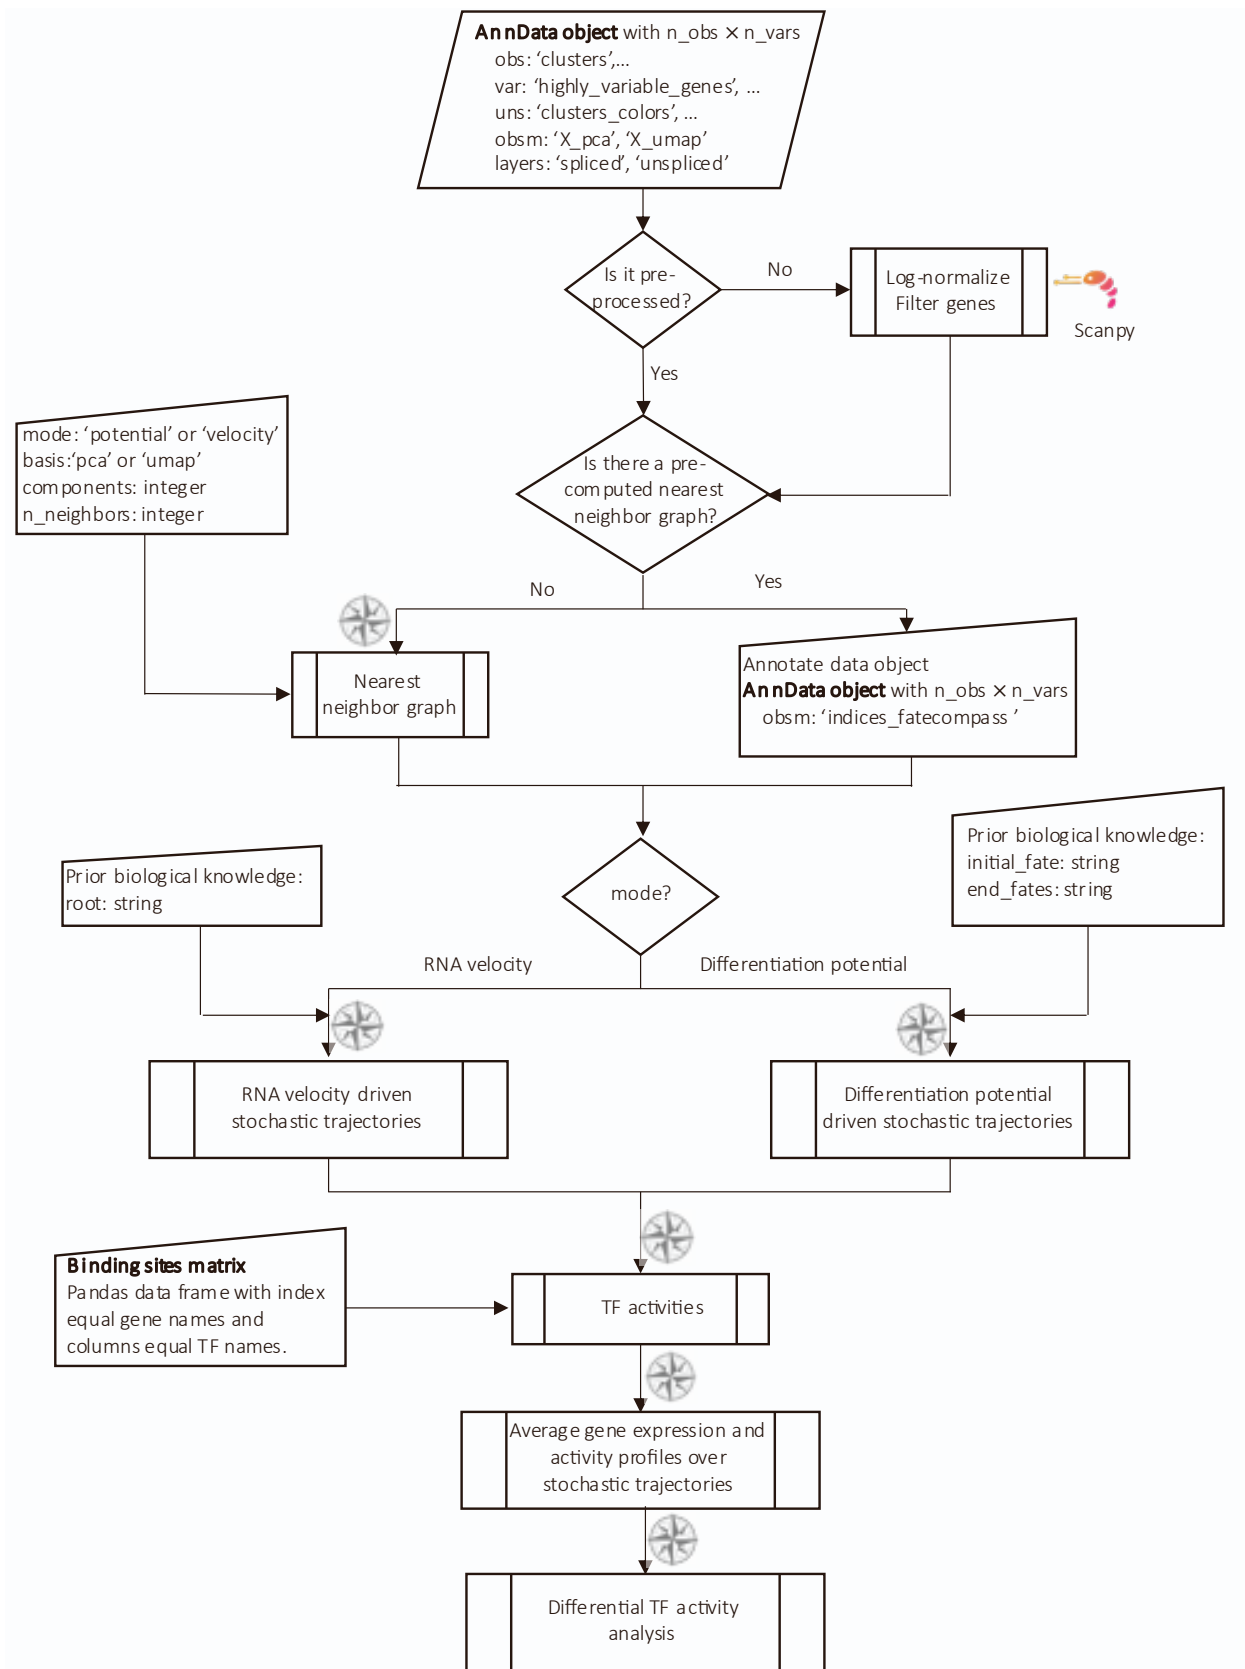 AnnData object with n_obs × n_vars
obs: ‘clusters’,...
var: ‘highly_variable_genes’, ...
uns: ‘clusters_colors’, ...
obsm: ‘X_pca’, ‘X_umap’
layers: ‘spliced’, ‘unspliced’
Is it pre-
processed?
No
Log-normalize
Filter genes
Scanpy
Yes
mode: ‘potential’ or ‘velocity’
basis:‘pca’ or ‘umap’
components: integer
n_neighbors: integer
Is there a pre-
computed nearest
neighbor graph?
No
Yes
Nearest
neighbor graph
Annotate data object
AnnData object with n_obs × n_vars
obsm: ‘indices_fatecompass ’
Prior biological knowledge:
root: string
mode?
Prior biological knowledge:
initial_fate: string
end_fates: string
RNA velocity
Differentiation potential
RNA velocity driven
stochastic trajectories
Differentiation potential
driven stochastic trajectories
Binding sites matrix
Pandas data frame with index
equal gene names and
columns equal TF names.
TF activities
Average gene expression and
activity profiles over
stochastic trajectories
Differential TF activity
analysis